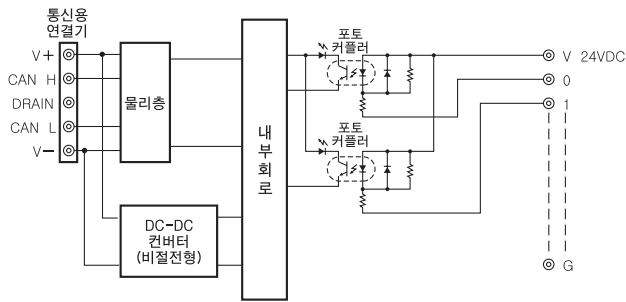 통신용
연결기
V+
CAN H
DRAIN
CAN L
V-
물리층
DC-DC
컨버터
(비절전형)
내
부
회
로
포토
커플러
포토
커플러
V 24VDC
0
1
G